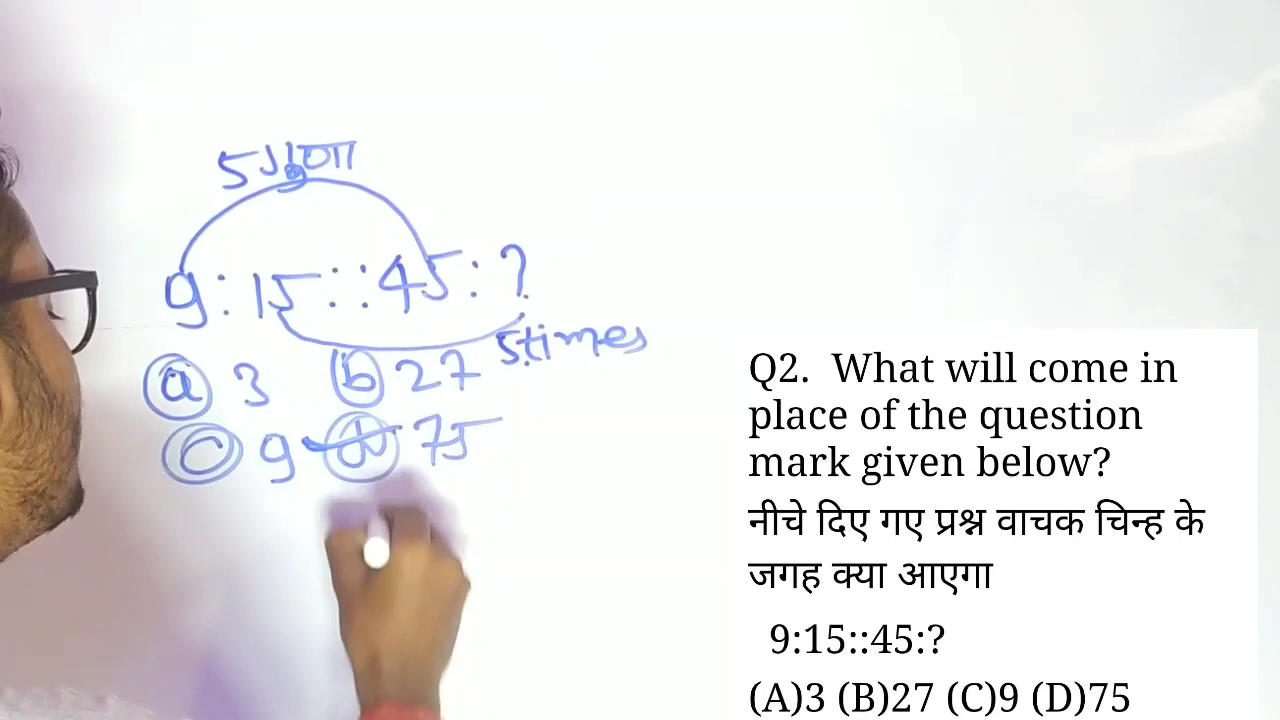 5 गुणा
9:15::45:?
5times
a 3 b 27
c 9 d 75
Q2. What will come in
place of the question
mark given below?
नीचे दिए गए प्रश्न वाचक चिन्ह के
जगह क्या आएगा
9:15::45:?
(A)3 (B)27 (C)9 (D)75